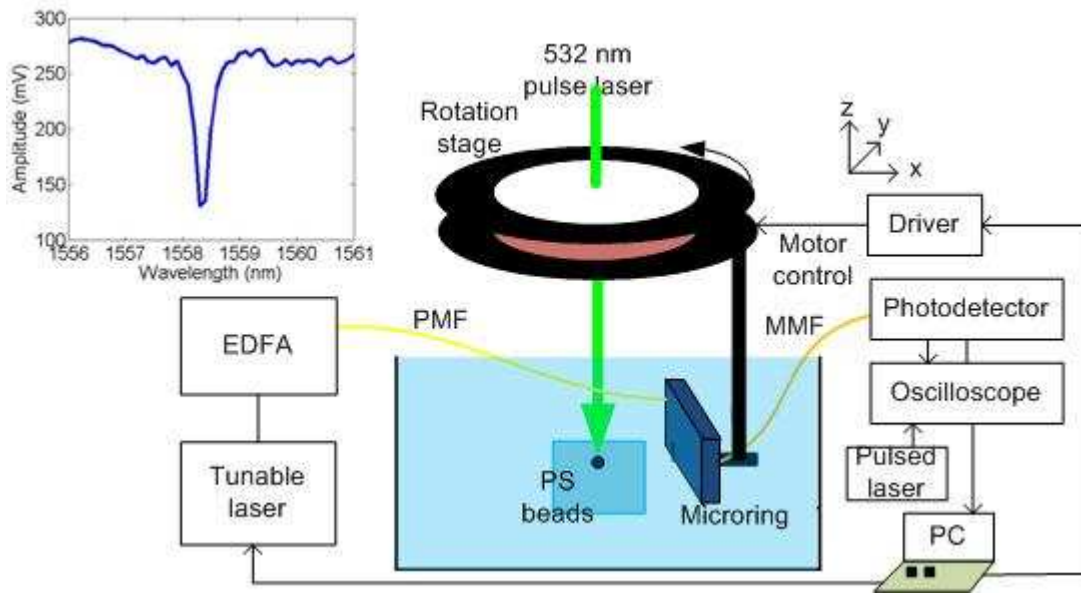 300
250
200
150
100
Amplitude (mV)
1556 1557 1558 1559 1560 1561
Wavelength (nm)
532 nm
pulse laser
Rotation
stage
z
y
x
Driver
Motor
control
PMF
MMF
Photodetector
EDFA
Oscilloscope
Tunable
laser
PS
beads
Microring
Pulsed
laser
PC